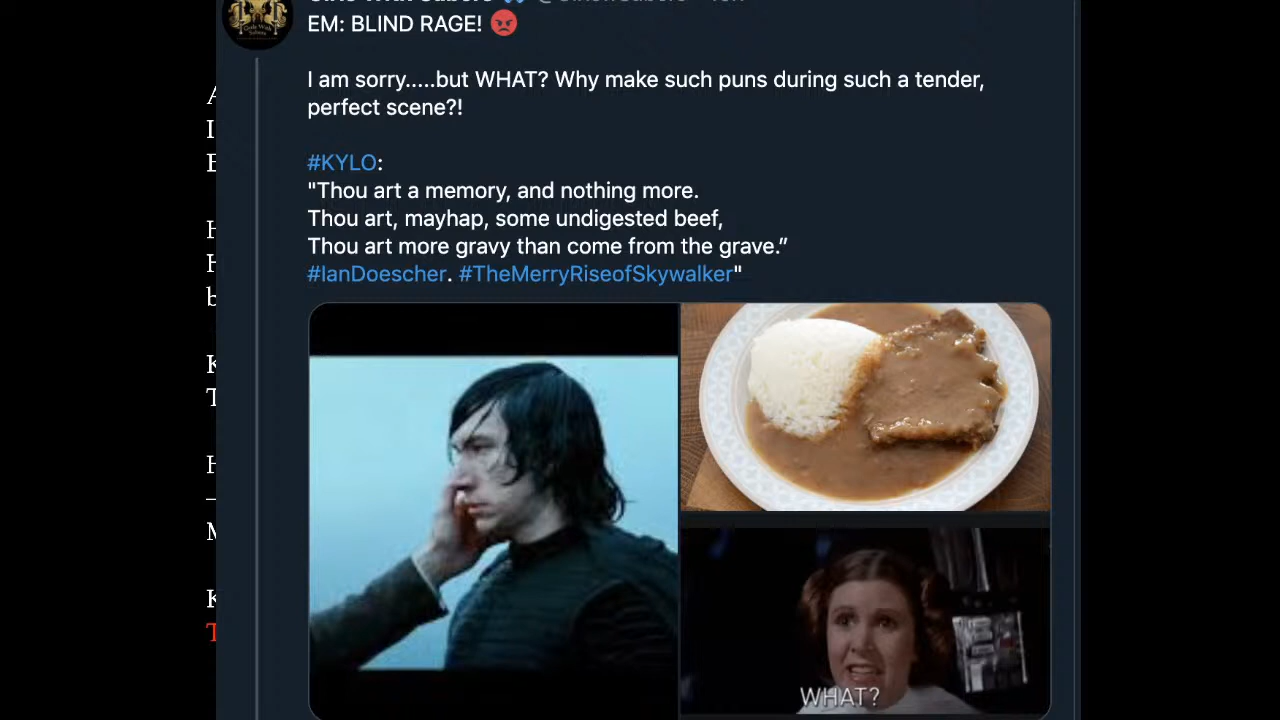 EM: BLIND RAGE! 😡
I am sorry.....but WHAT? Why make such puns during such a tender,
perfect scene?!
#KYLO:
"Thou art a memory, and nothing more.
Thou art, mayhap, some undigested beef,
Thou art more gravy than come from the grave.”
#IanDoescher. #TheMerryRiseofSkywalker"
WHAT?